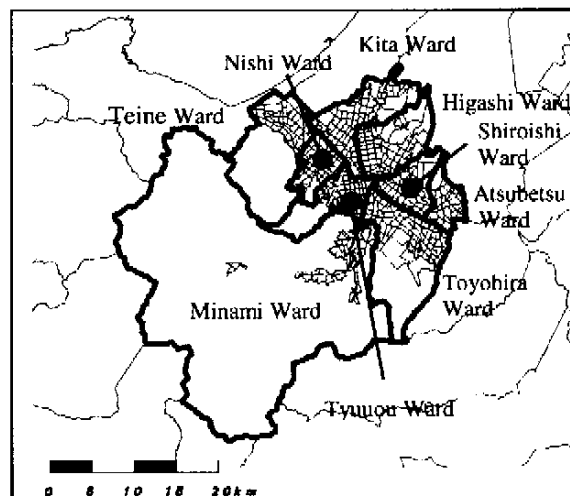 Kita Ward
Nishi Ward
Higashi Ward
Teine Ward
Shiroishi
Ward
Atsubetsu
Ward
Toyohira
Ward
Minami Ward
Tyuuou Ward
0 5 10 15 20km